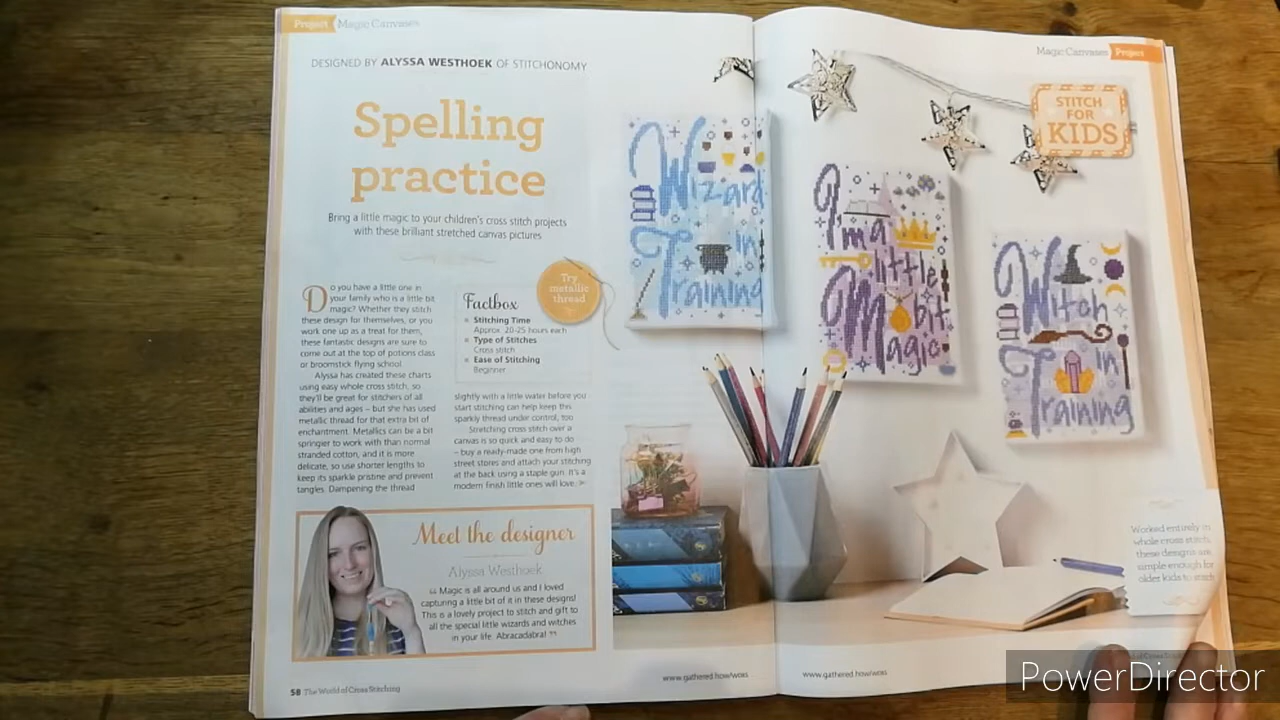 Project Magic Canvases
DESIGNED BY ALYSSA WESTHOEK OF STITCHONOMY
Spelling
practice
Bring a little magic to your children's cross stitch projects
with these brilliant stretched canvas pictures
Do you have a little one in
your family who is a little bit
magic? Whether they stitch
these design for themselves, or you
work one up as a treat for them,
these fantastic designs are sure to
come out at the top of potions class
or broomstick flying school.
Alyssa has created these charts
using easy whole cross stitch, so
they'll be great for stitchers of all
abilities and ages – but she has used
metallic thread for that extra bit of
enchantment. Metallics can be a bit
springier to work with than normal
stranded cotton, and it is more
delicate, so use shorter lengths to
keep its sparkle pristine and prevent
tangles. Dampening the thread
Factbox
Stitching Time
Approx. 20-25 hours each
Type of Stitches
Cross stitch
Ease of Stitching
Beginner
Try
metallic
thread
slightly with a little water before you
start stitching can help keep this
sparkly thread under control, too.
Stretching cross stitch over a
canvas is so quick and easy to do
– buy a ready-made one from high
street stores and attach your stitching
at the back using a staple gun. It's a
modern finish little ones will love.
Meet the designer
Alyssa Westhoek
“ Magic is all around us and I loved
capturing a little bit of it in these designs!
This is a lovely project to stitch and gift to
all the special little wizards and witches
in your life. Abracadabra! ”
58 The World of Cross Stitching
www.gathered.how/woxs
Magic Canvases Project
STITCH
FOR
KIDS
Wizard
in
Training
I'm a
little
bit
Magic
Witch
in
Training
Worked entirely in
whole cross stitch,
these designs are
simple enough for
older kids to stitch
www.gathered.how/woxs
PowerDirector